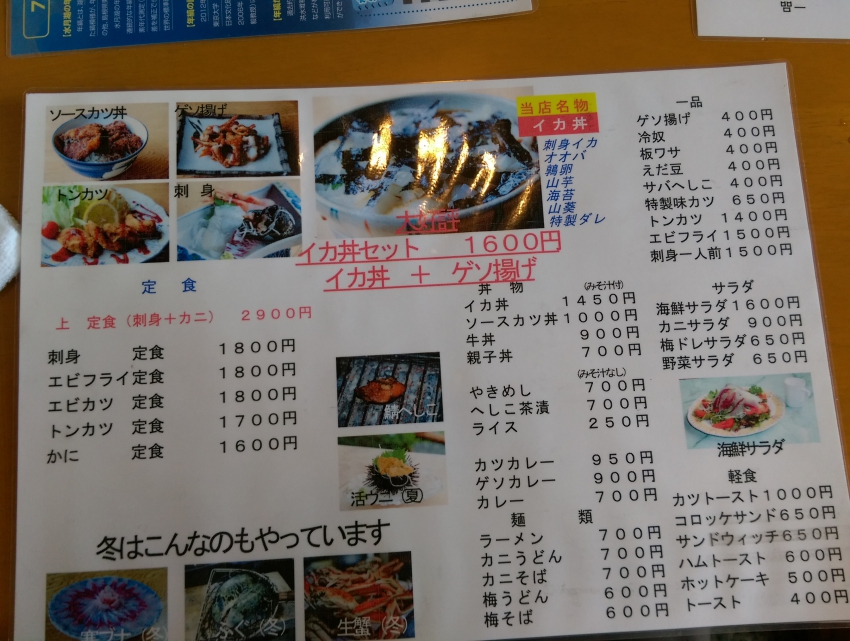 ソースカツ丼
ゲソ揚げ
トンカツ
刺身
当店名物
イカ丼
刺身イカ
オオバ
鶉卵
山芋
海苔
山葵
特製ダレ
大好評
イカ丼セット 1600円
イカ丼 + ゲソ揚げ
定食
上 定食(刺身+カニ) 2900円
刺身 定食 1800円
エビフライ定食 1800円
エビカツ 定食 1800円
トンカツ 定食 1700円
かに 定食 1600円
鯖へしこ
活ウニ(夏)
冬はこんなのもやっています
寒ブナ(冬)
ふぐ(冬)
生蟹(冬)
丼物 (みそ汁付)
イカ丼 1450円
ソースカツ丼 1000円
牛丼 900円
親子丼 700円
(みそ汁なし)
やきめし 700円
へしこ茶漬 700円
ライス 250円
カツカレー 950円
ゲソカレー 900円
カレー 700円
麺類
ラーメン 700円
カニうどん 700円
カニそば 700円
梅うどん 600円
梅そば 600円
一品
ゲソ揚げ 400円
冷奴 400円
板ワサ 400円
えだ豆 400円
サバへしこ 400円
特製味カツ 650円
トンカツ 1400円
エビフライ 1500円
刺身一人前 1500円
サラダ
海鮮サラダ 1600円
カニサラダ 900円
梅ドレサラダ 650円
野菜サラダ 650円
海鮮サラダ
軽食
カツトースト 1000円
コロッケサンド 650円
サンドウィッチ 650円
ハムトースト 600円
ホットケーキ 500円
トースト 400円